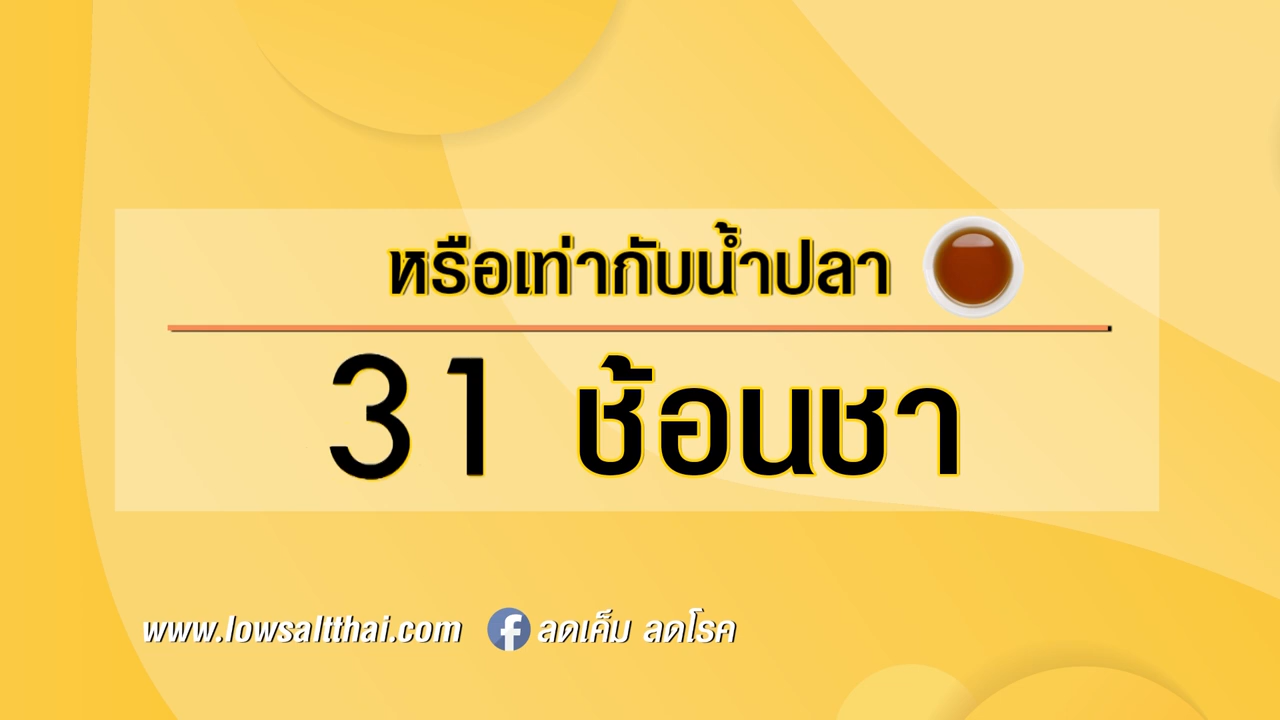 หรือเท่ากับน้ำปลา
31 ช้อนชา
www.lowsaltthai.com ลดเค็ม ลดโรค